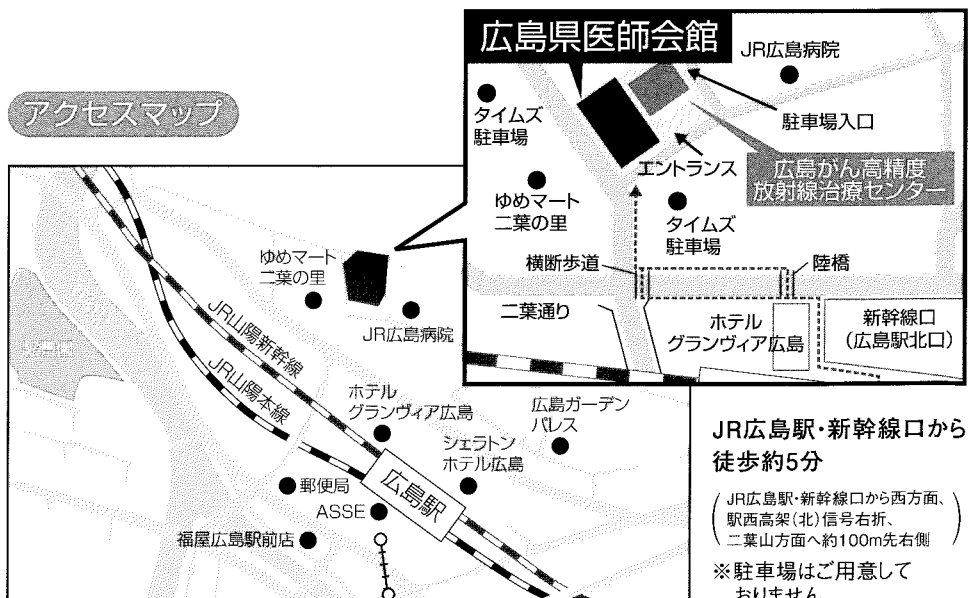 アクセスマップ
広島県医師会館
JR広島病院
タイムズ
駐車場
駐車場入口
エントランス
広島がん高精度
放射線治療センター
ゆめマート
二葉の里
タイムズ
駐車場
横断歩道
陸橋
二葉通り
ホテル
グランヴィア広島
新幹線口
(広島駅北口)
ゆめマート
二葉の里
JR広島病院
JR山陽新幹線
JR山陽本線
ホテル
グランヴィア広島
広島ガーデン
パレス
シェラトン
ホテル広島
広島駅
郵便局
ASSE
福屋広島駅前店
JR広島駅・新幹線口から
徒歩約5分
(JR広島駅・新幹線口から西方面、
駅西高架(北)信号右折、
二葉山方面へ約100m先右側)
※駐車場はご用意して
おりません